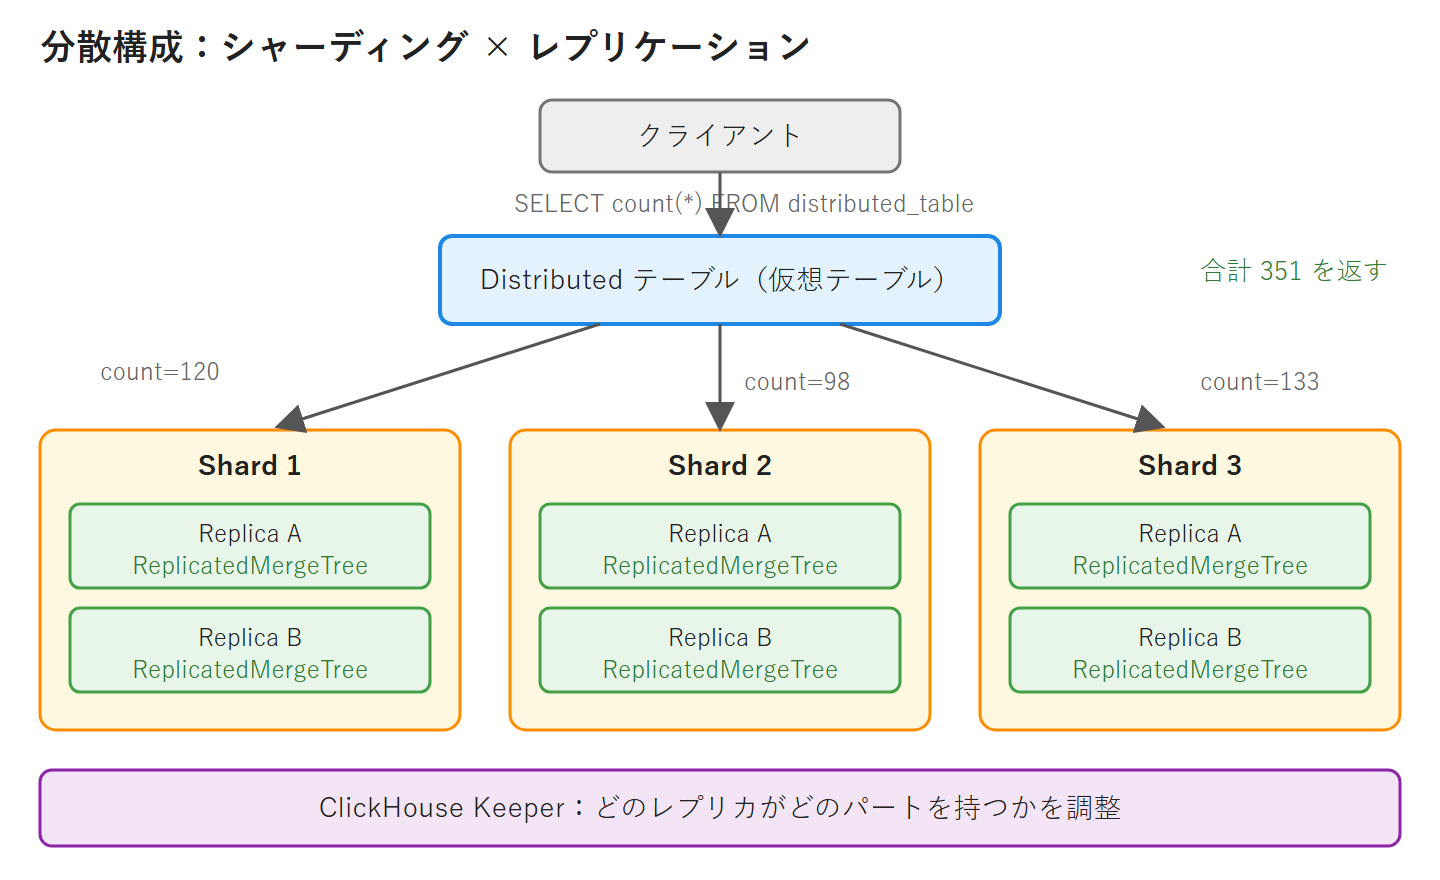 分散構成：シャーディング × レプリケーション
クライアント
SELECT count(*) FROM distributed_table
Distributed テーブル（仮想テーブル）
合計 351 を返す
count=120
count=98
count=133
Shard 1
Replica A
ReplicatedMergeTree
Replica B
ReplicatedMergeTree
Shard 2
Replica A
ReplicatedMergeTree
Replica B
ReplicatedMergeTree
Shard 3
Replica A
ReplicatedMergeTree
Replica B
ReplicatedMergeTree
ClickHouse Keeper：どのレプリカがどのパートを持つかを調整